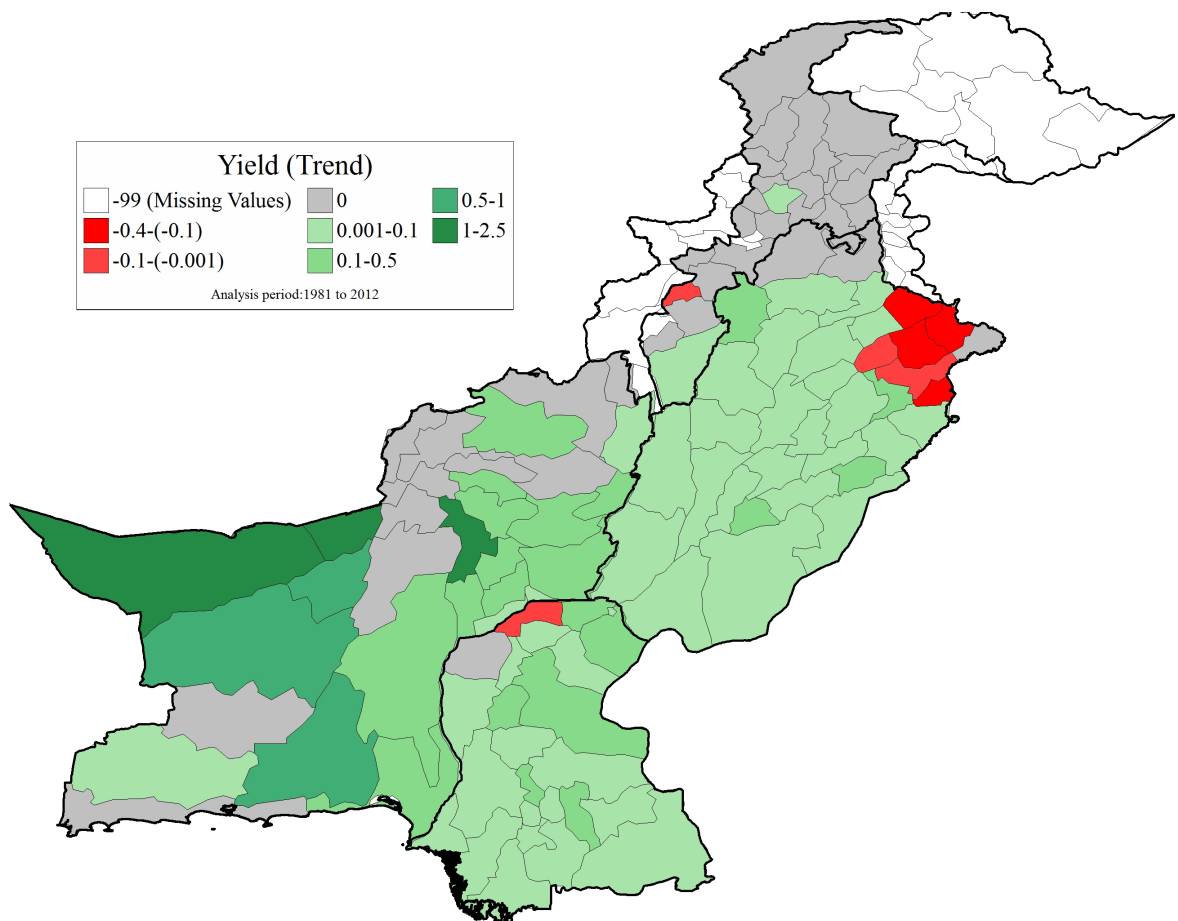 Yield (Trend)
-99 (Missing Values) 0 0.5-1
-0.4-(-0.1) 0.001-0.1 1-2.5
-0.1-(-0.001) 0.1-0.5
Analysis period:1981 to 2012